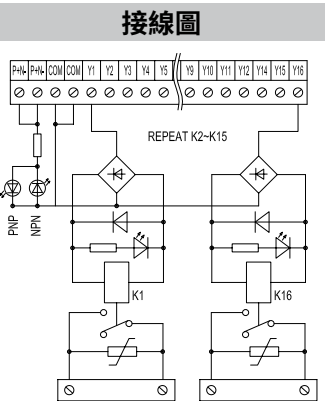 接線圖
P+N- P+N- COM COM Y1 Y2 Y3 Y4 Y5 Y9 Y10 Y11 Y12 Y14 Y15 Y16
REPEAT K2~K15
PNP
NPN
K1
K16